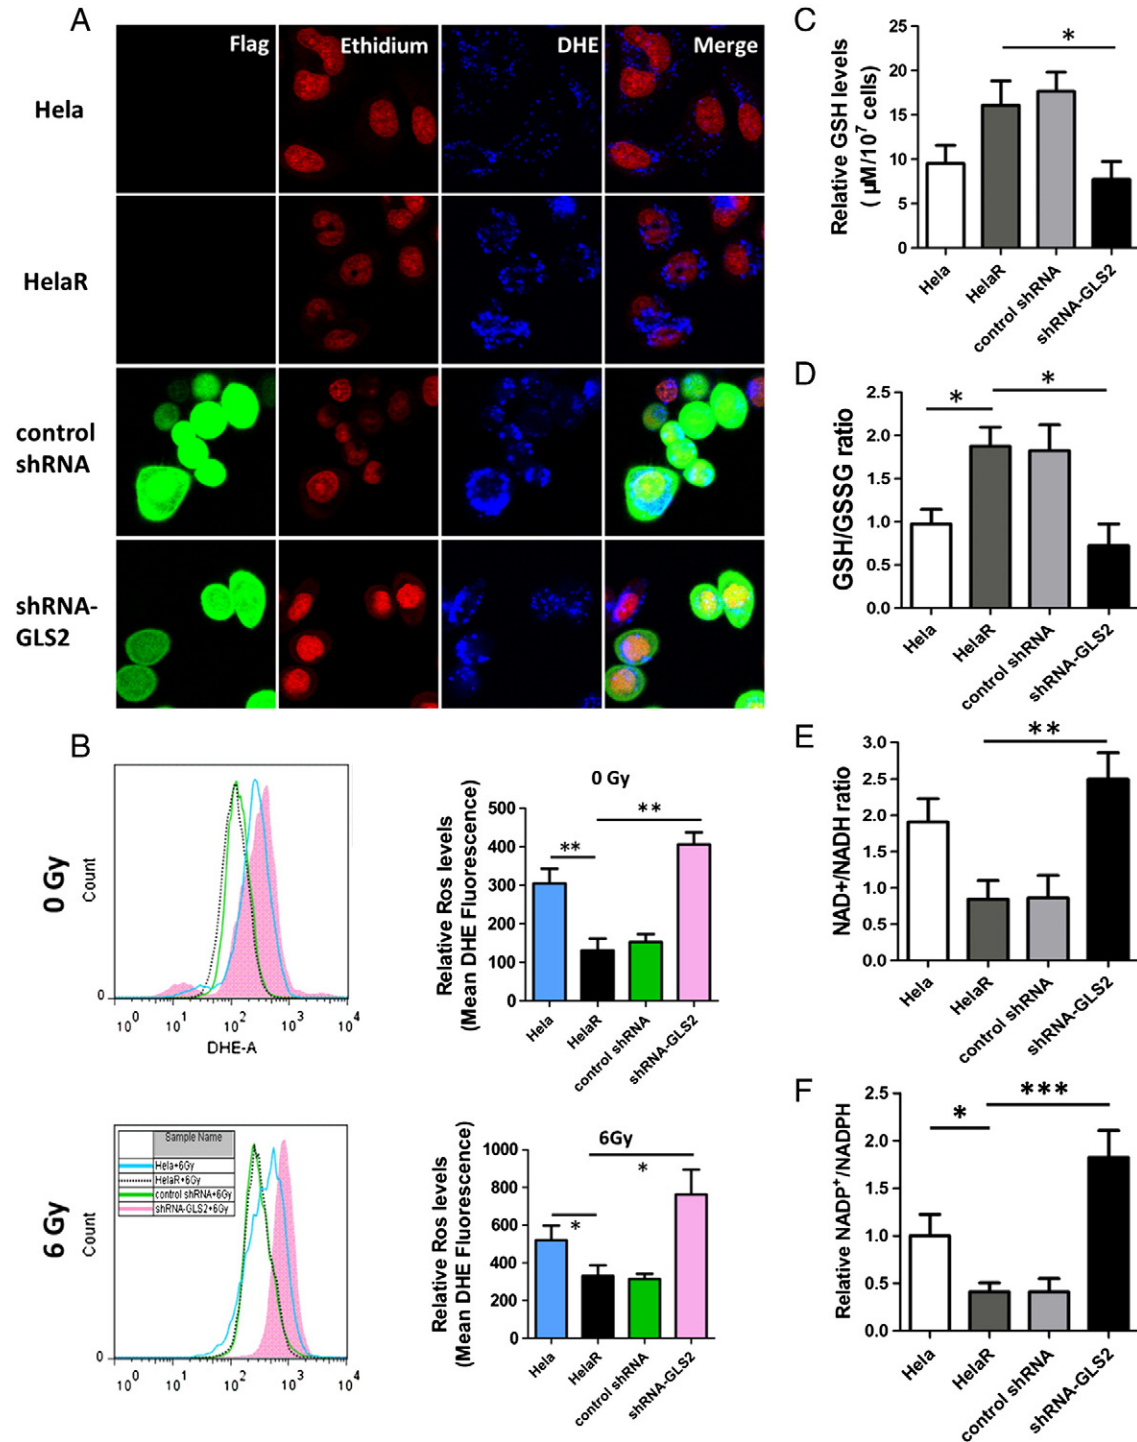 A
Flag
Ethidium
DHE
Merge
Hela
HelaR
control
shRNA
shRNA-
GLS2
B
0 Gy
Count
0
10^0 10^1 10^2 10^3 10^4
DHE-A
0 Gy
Relative Ros levels
(Mean DHE Fluorescence)
500
400
300
200
100
0
**
**
Hela
HelaR
control shRNA
shRNA-GLS2
6 Gy
Count
0
Sample Name
Hela+6Gy
HelaR+6Gy
control shRNA+6Gy
shRNA-GLS2+6Gy
10^0 10^1 10^2 10^3 10^4
6Gy
Relative Ros levels
(Mean DHE Fluorescence)
1000
800
600
400
200
0
*
*
Hela
HelaR
control shRNA
shRNA-GLS2
C
Relative GSH levels
( µM/10^7 cells)
25
20
15
10
5
0
*
Hela
HelaR
control shRNA
shRNA-GLS2
D
GSH/GSSG ratio
2.5
2.0
1.5
1.0
0.5
0.0
*
*
Hela
HelaR
control shRNA
shRNA-GLS2
E
NAD+/NADH ratio
3.0
2.5
2.0
1.5
1.0
0.5
0.0
**
Hela
HelaR
control shRNA
shRNA-GLS2
F
Relative NADP⁺/NADPH
2.5
2.0
1.5
1.0
0.5
0.0
*
***
Hela
HelaR
control shRNA
shRNA-GLS2